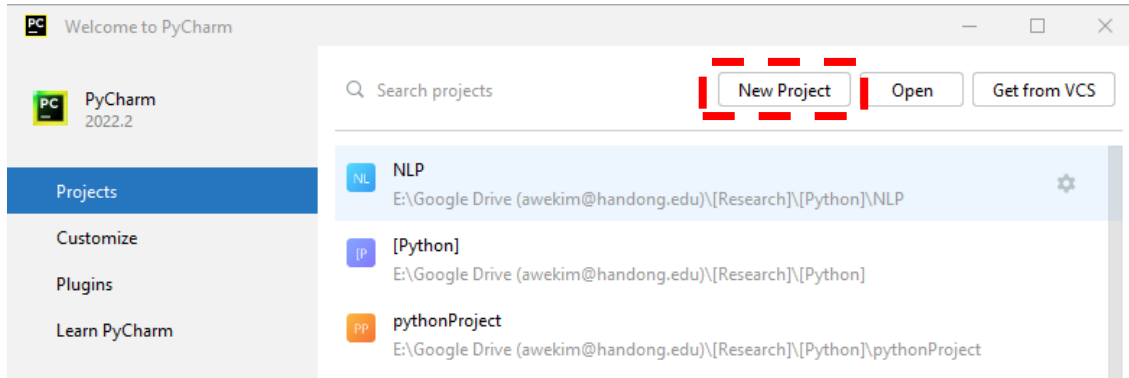 PC Welcome to PyCharm
Search projects New Project Open Get from VCS
PC PyCharm
2022.2
Projects
Customize
Plugins
Learn PyCharm
NL NLP
E:\Google Drive (awekim@handong.edu)\[Research]\[Python]\NLP
[P [Python]
E:\Google Drive (awekim@handong.edu)\[Research]\[Python]
PP pythonProject
E:\Google Drive (awekim@handong.edu)\[Research]\[Python]\pythonProject